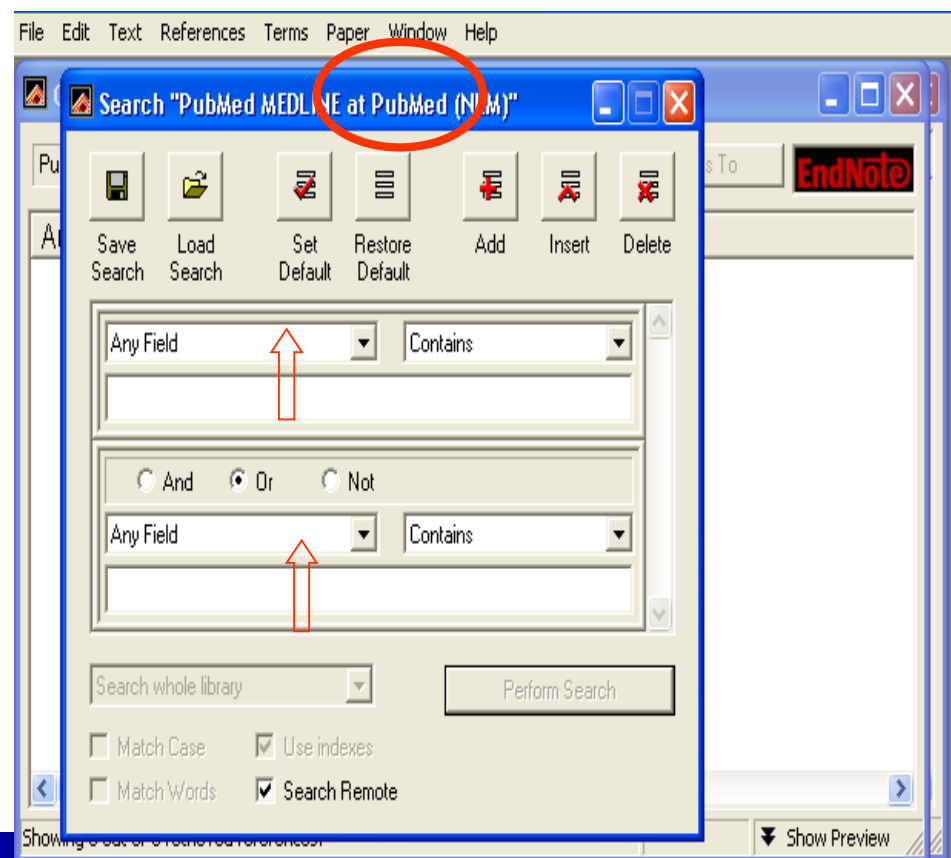 File Edit Text References Terms Paper Window Help
Search "PubMed MEDLINE at PubMed (NLM)"
Pu
s To
EndNote
Save Search
Load Search
Set Default
Restore Default
Add
Insert
Delete
Any Field
Contains
And Or Not
Any Field
Contains
Search whole library
Perform Search
Match Case
Use indexes
Match Words
Search Remote
Show Preview